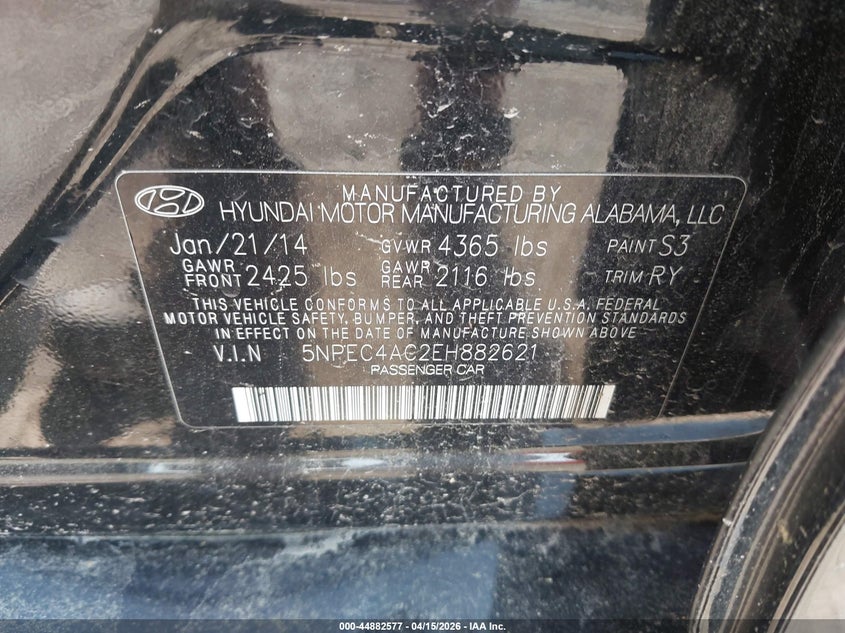 MANUFACTURED BY
HYUNDAI MOTOR MANUFACTURING ALABAMA, LLC
Jan/21/14 GVWR 4365 lbs PAINT S3
GAWR FRONT 2425 lbs GAWR REAR 2116 lbs TRIM RY
THIS VEHICLE CONFORMS TO ALL APPLICABLE U.S.A. FEDERAL
MOTOR VEHICLE SAFETY, BUMPER, AND THEFT PREVENTION STANDARDS
IN EFFECT ON THE DATE OF MANUFACTURE SHOWN ABOVE
V.I.N 5NPEC4AC2EH882621
PASSENGER CAR
000-44882577 - 04/15/2026 - IAA Inc.